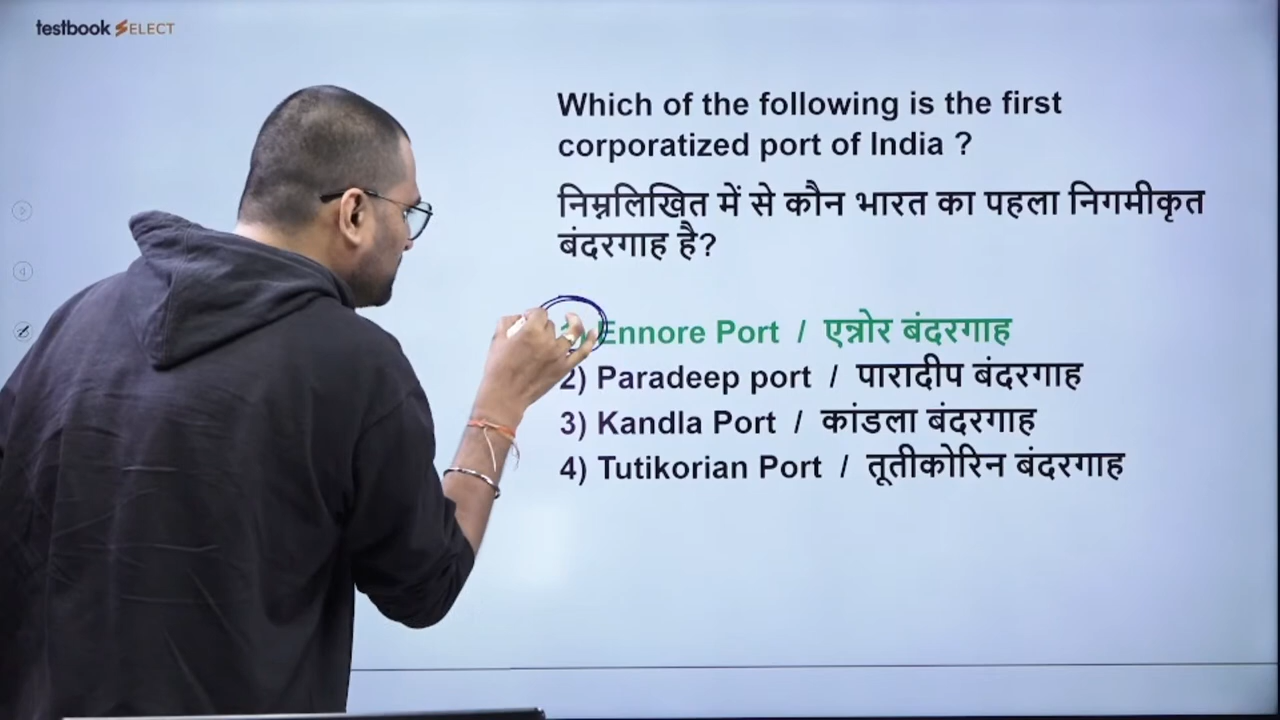 testbook SELECT
Which of the following is the first
corporatized port of India ?
निम्नलिखित में से कौन भारत का पहला निगमीकृत
बंदरगाह है?
Ennore Port / एन्नोर बंदरगाह
2) Paradeep port / पारादीप बंदरगाह
3) Kandla Port / कांडला बंदरगाह
4) Tutikorian Port / तूतीकोरिन बंदरगाह